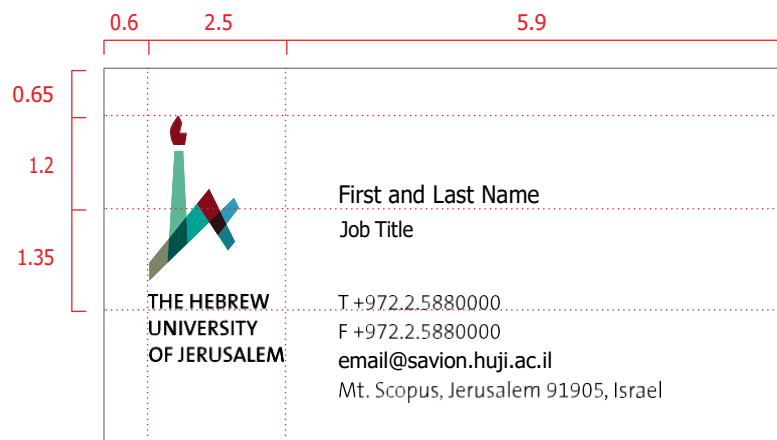 0.6 2.5 5.9
0.65
1.2
1.35
First and Last Name
Job Title
THE HEBREW
UNIVERSITY
OF JERUSALEM
T +972.2.5880000
F +972.2.5880000
email@savion.huji.ac.il
Mt. Scopus, Jerusalem 91905, Israel